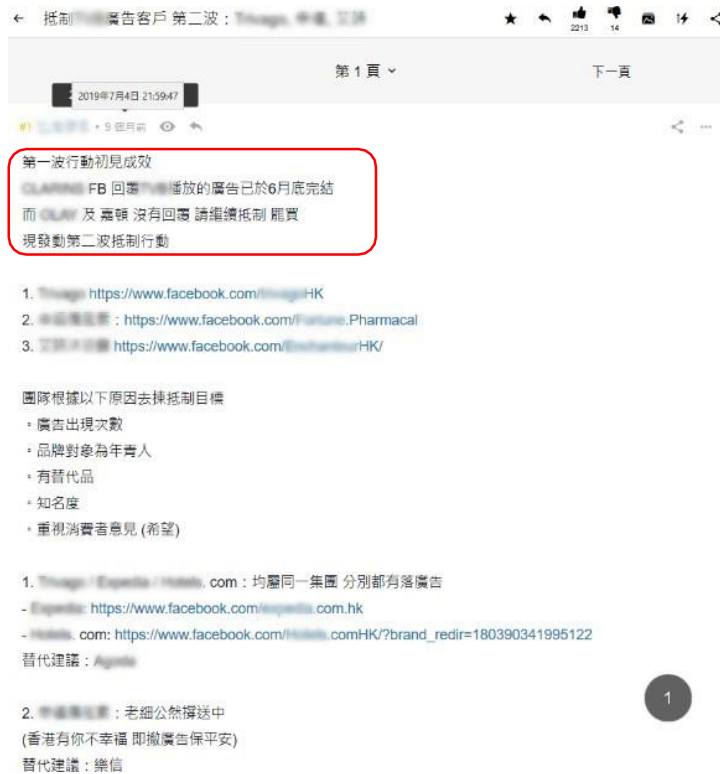 抵制 廣告客戶 第二波：
2213
14
第 1 頁
下一頁
2019年7月4日 21:59:47
#1 • 9 個月前
第一波行動初見成效
FB 回覆 播放的廣告已於6月底完結
而 及 嘉頓 沒有回覆 請繼續抵制 罷買
現發動第二波抵制行動
1. https://www.facebook.com/ HK
2. ：https://www.facebook.com/ .Pharmacal
3. https://www.facebook.com/ HK/
團隊根據以下原因去揀抵制目標
• 廣告出現次數
• 品牌對象為年青人
• 有替代品
• 知名度
• 重視消費者意見 (希望)
1. . com：均屬同一集團 分別都有落廣告
- : https://www.facebook.com/ .com.hk
- . com: https://www.facebook.com/ .comHK/?brand_redir=180390341995122
替代建議：
2. ：老細公然撐送中
(香港有你不幸福 即撤廣告保平安)
替代建議：樂信
1